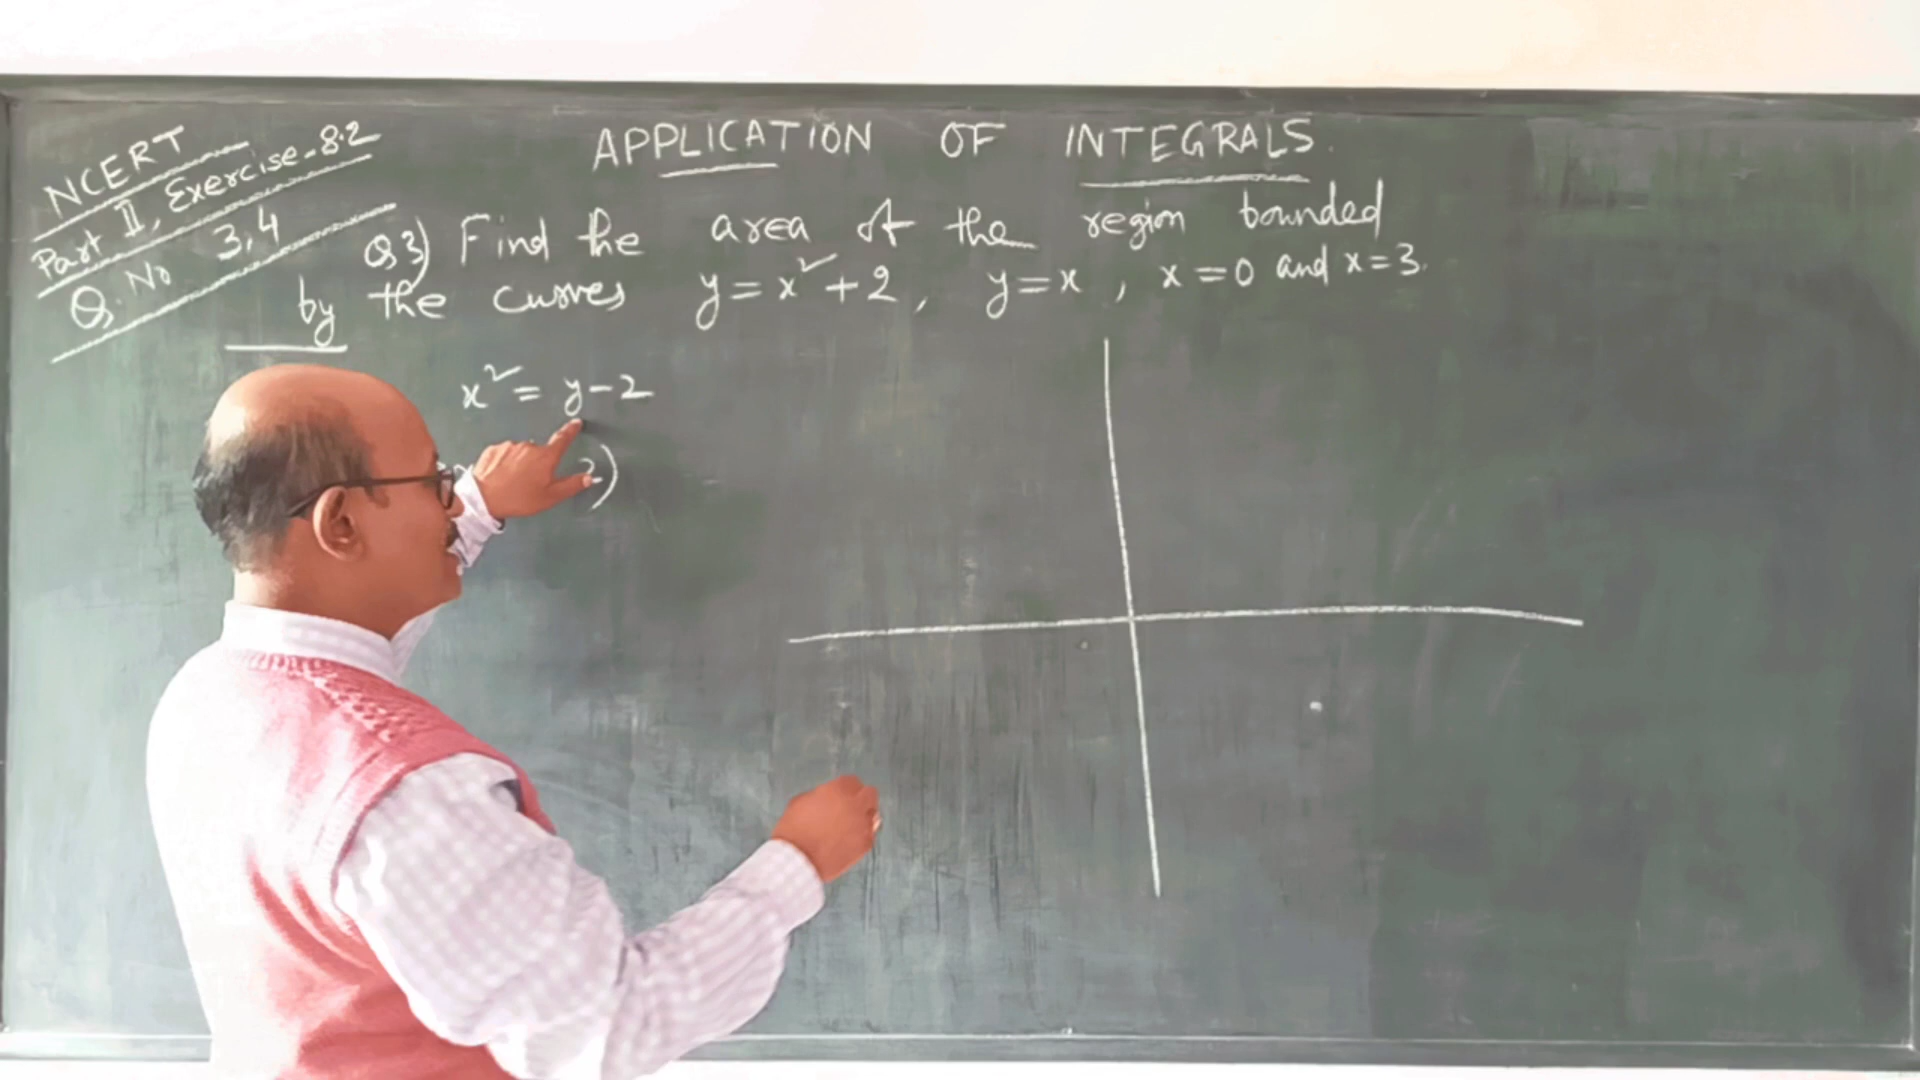 NCERT
Part II, Exercise-8.2
Q. No 3,4
APPLICATION OF INTEGRALS.
Q3) Find the area of the region bounded
by the curves y=x²+2, y=x, x=0 and x=3.
x² = y-2
2)